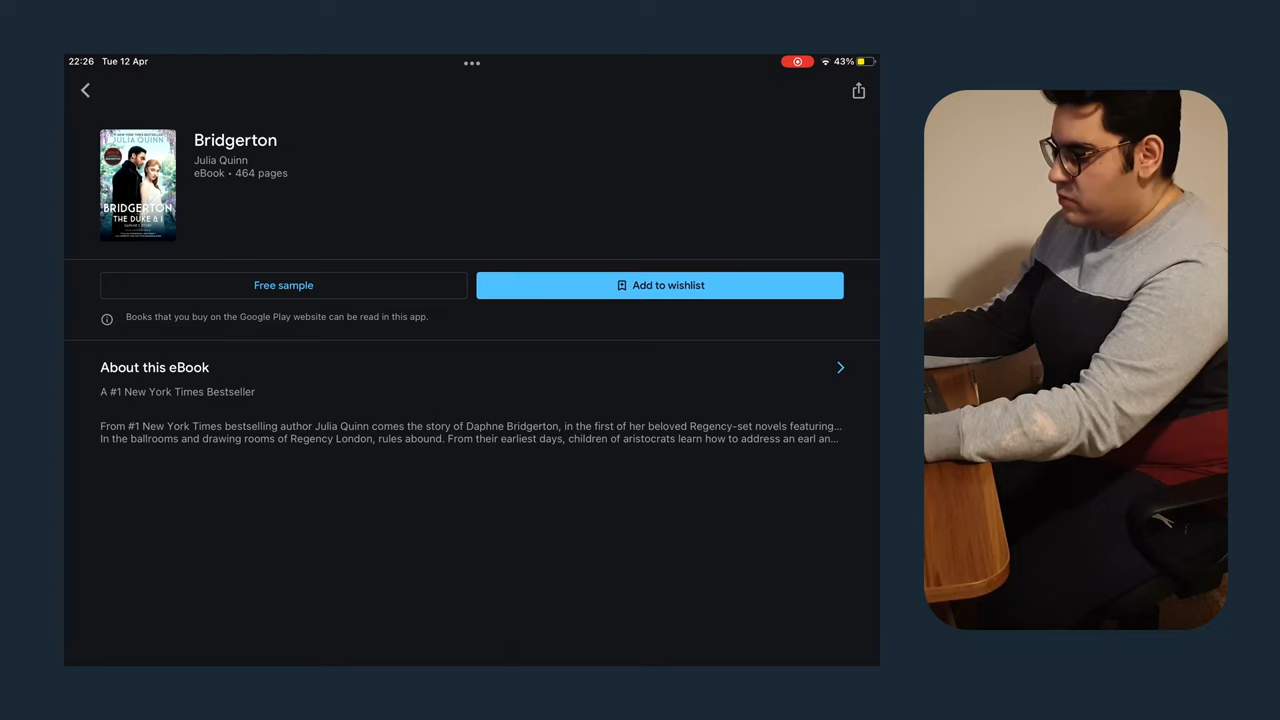 22:26 Tue 12 Apr
43%
Bridgerton
Julia Quinn
eBook • 464 pages
JULIA QUINN
BRIDGERTON
THE DUKE & I
Free sample
Add to wishlist
Books that you buy on the Google Play website can be read in this app.
About this eBook
A #1 New York Times Bestseller
From #1 New York Times bestselling author Julia Quinn comes the story of Daphne Bridgerton, in the first of her beloved Regency-set novels featuring...
In the ballrooms and drawing rooms of Regency London, rules abound. From their earliest days, children of aristocrats learn how to address an earl an...